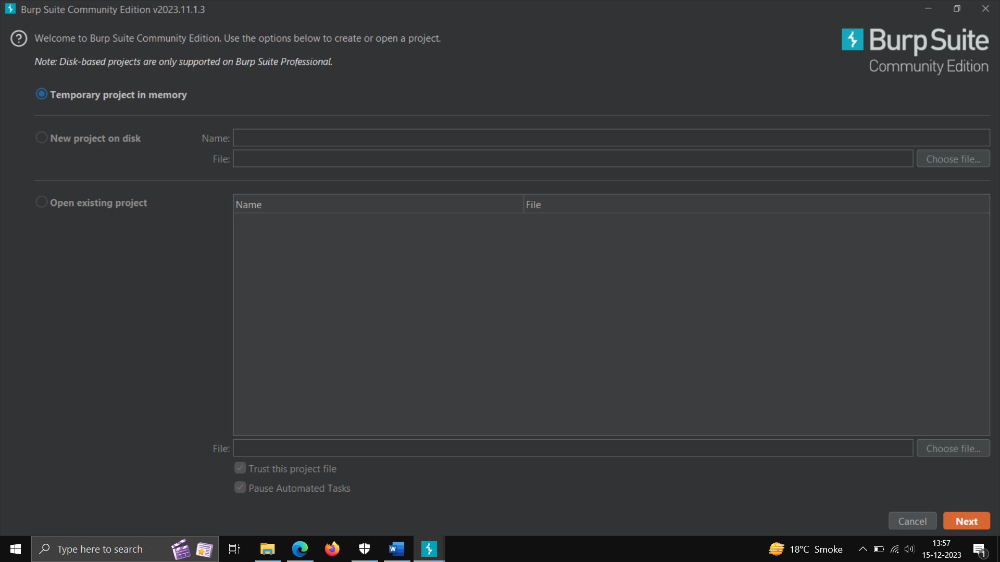 Burp Suite Community Edition v2023.11.1.3
Welcome to Burp Suite Community Edition. Use the options below to create or open a project.
Burp Suite
Community Edition
Note: Disk-based projects are only supported on Burp Suite Professional.
Temporary project in memory
New project on disk
Name:
File:
Choose file...
Open existing project
Name
File
File:
Choose file...
Trust this project file
Pause Automated Tasks
Cancel
Next
Type here to search
W
18°C Smoke
13:57
15-12-2023
1